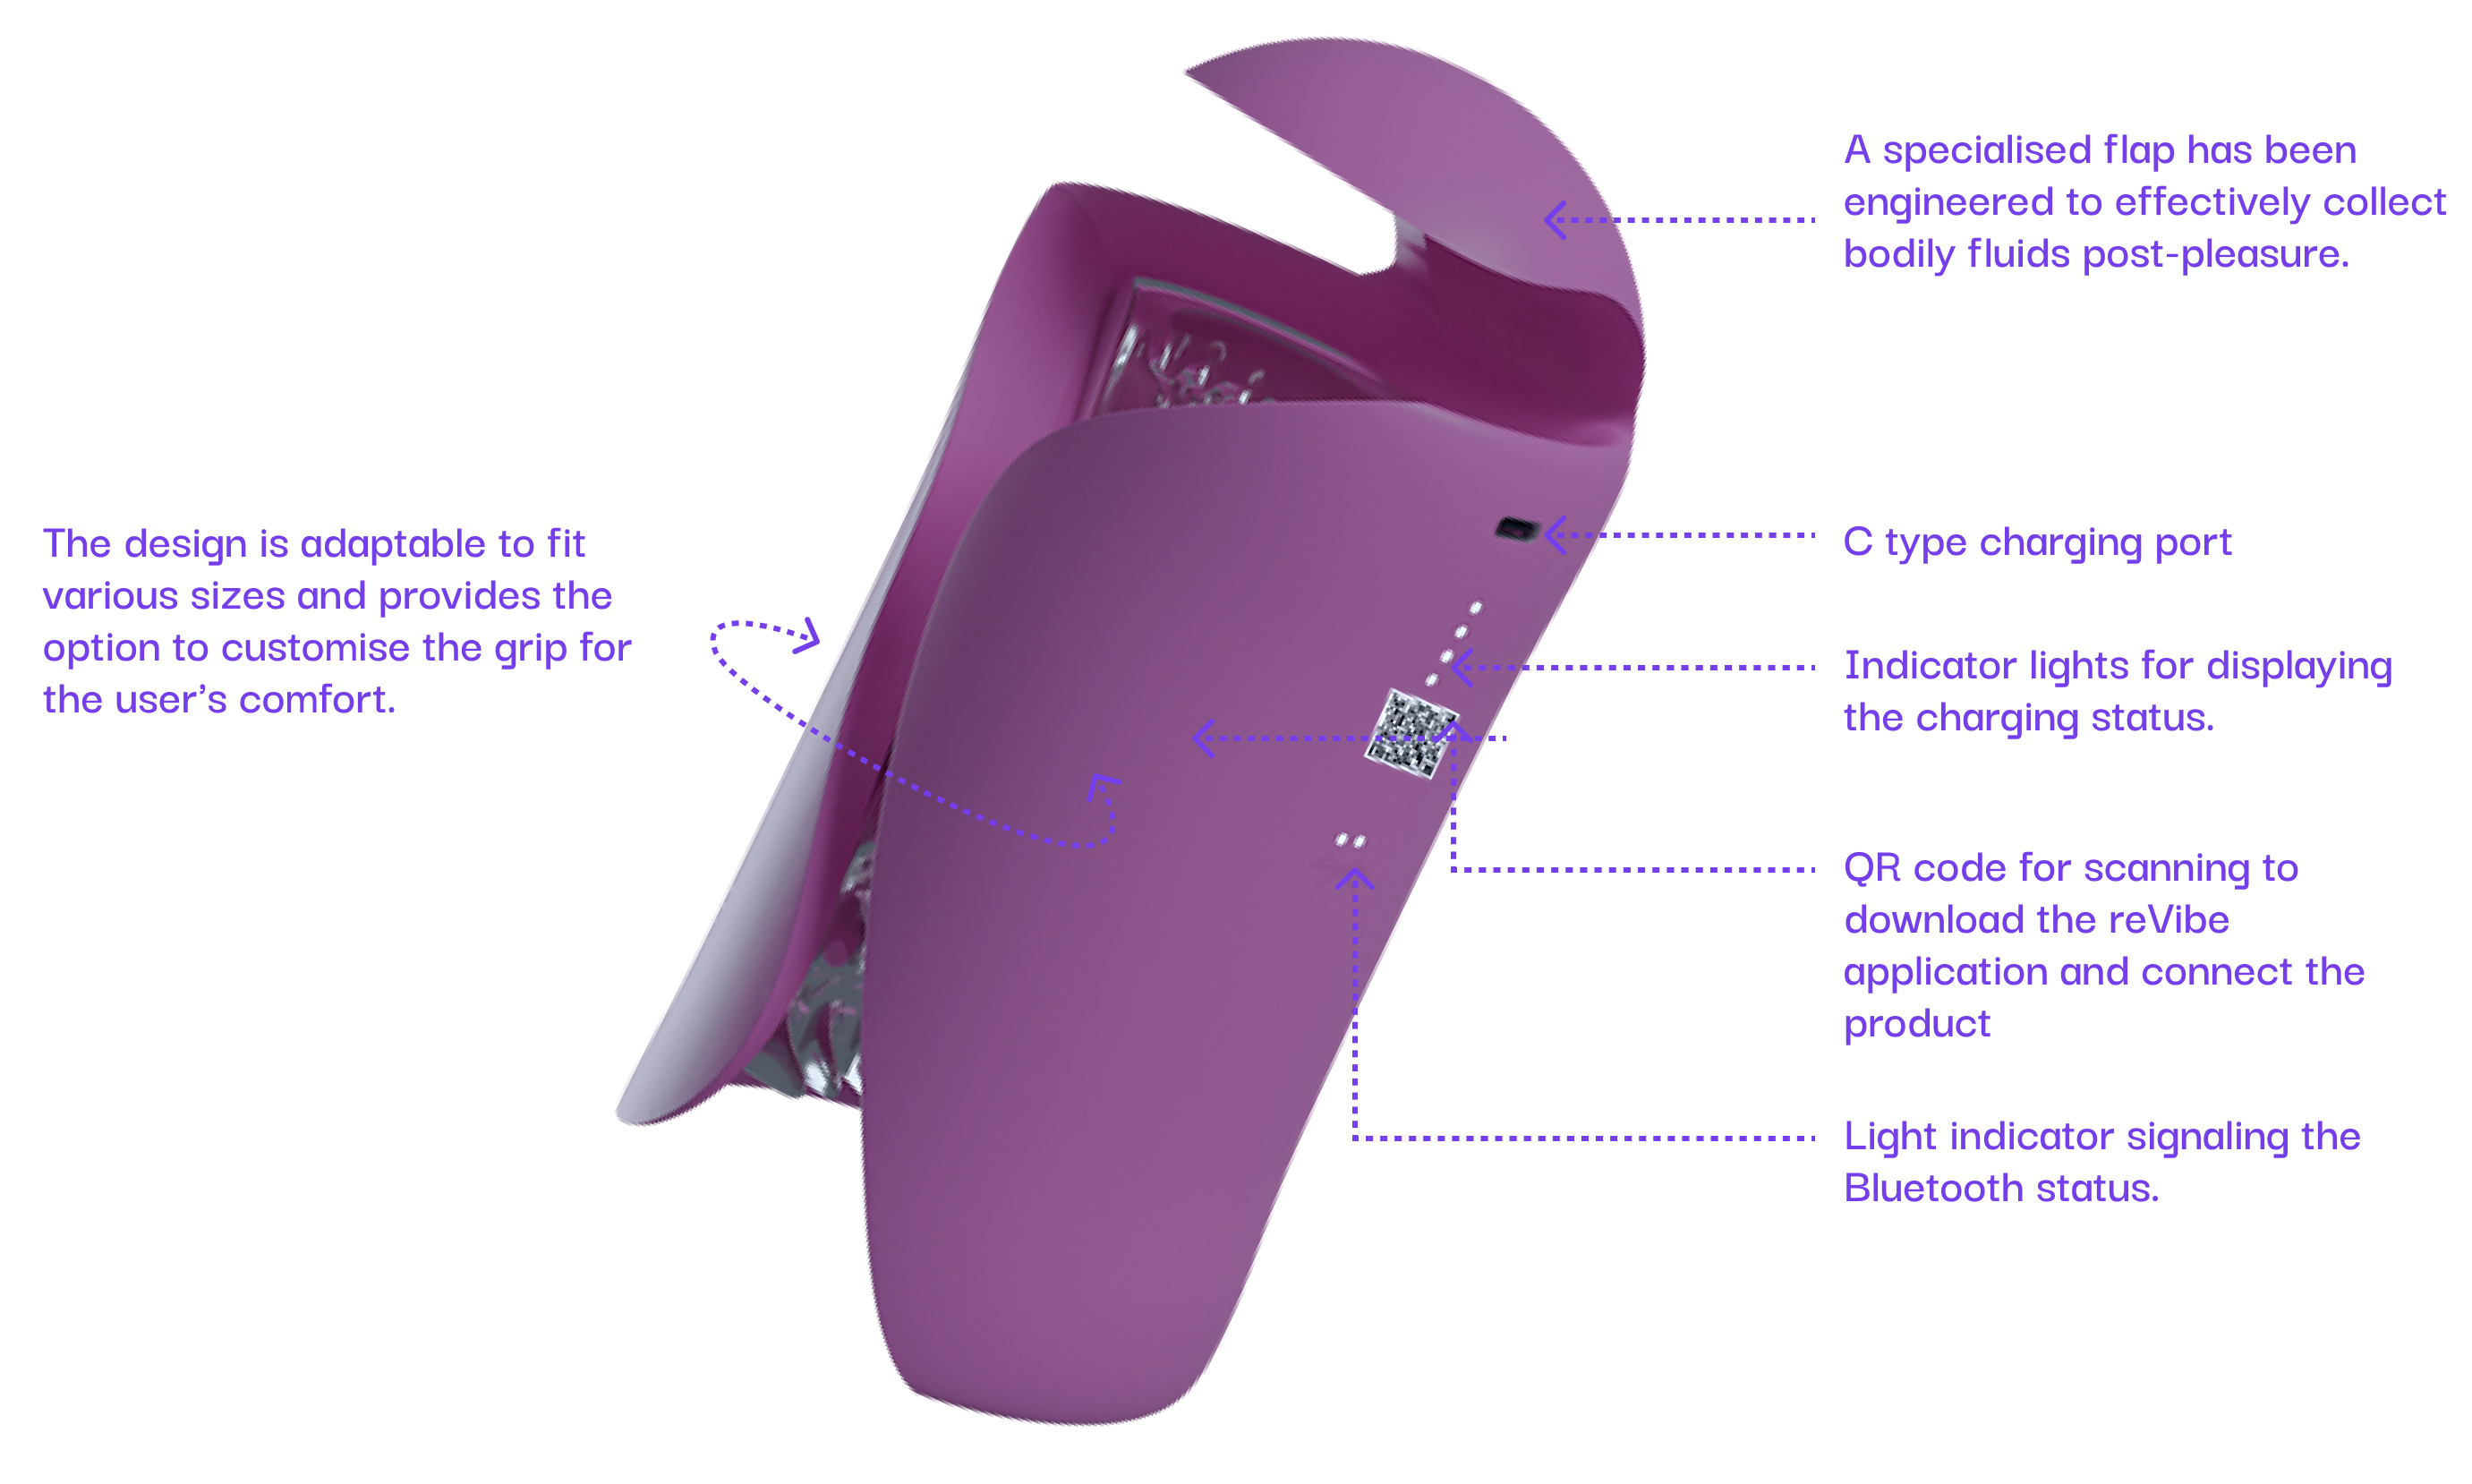 A specialised flap has been
engineered to effectively collect
bodily fluids post-pleasure.
The design is adaptable to fit
various sizes and provides the
option to customise the grip for
the user's comfort.
C type charging port
Indicator lights for displaying
the charging status.
QR code for scanning to
download the reVibe
application and connect the
product
Light indicator signaling the
Bluetooth status.